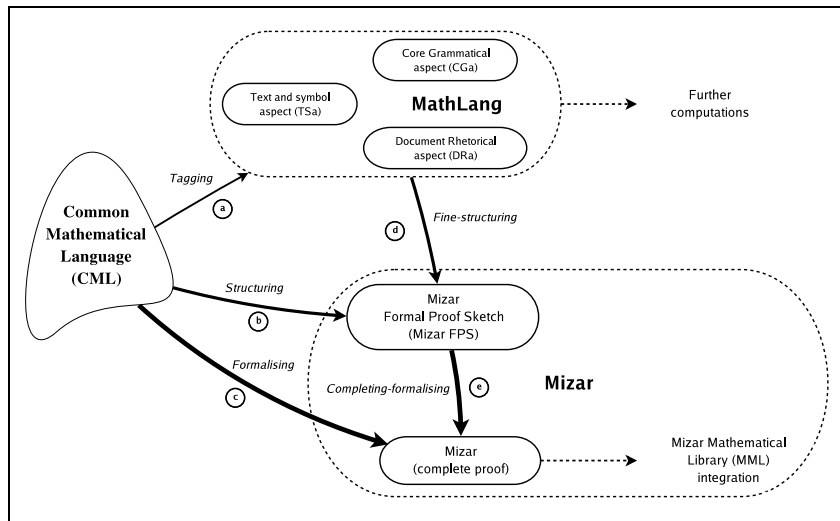 Core Grammatical
aspect (CGa)
Text and symbol
aspect (TSa)
MathLang
Document Rhetorical
aspect (DRa)
Further
computations
Tagging
a
Common
Mathematical
Language
(CML)
d
Fine-structuring
Structuring
b
Mizar
Formal Proof Sketch
(Mizar FPS)
Formalising
c
Completing-formalising
e
Mizar
Mizar
(complete proof)
Mizar Mathematical
Library (MML)
integration